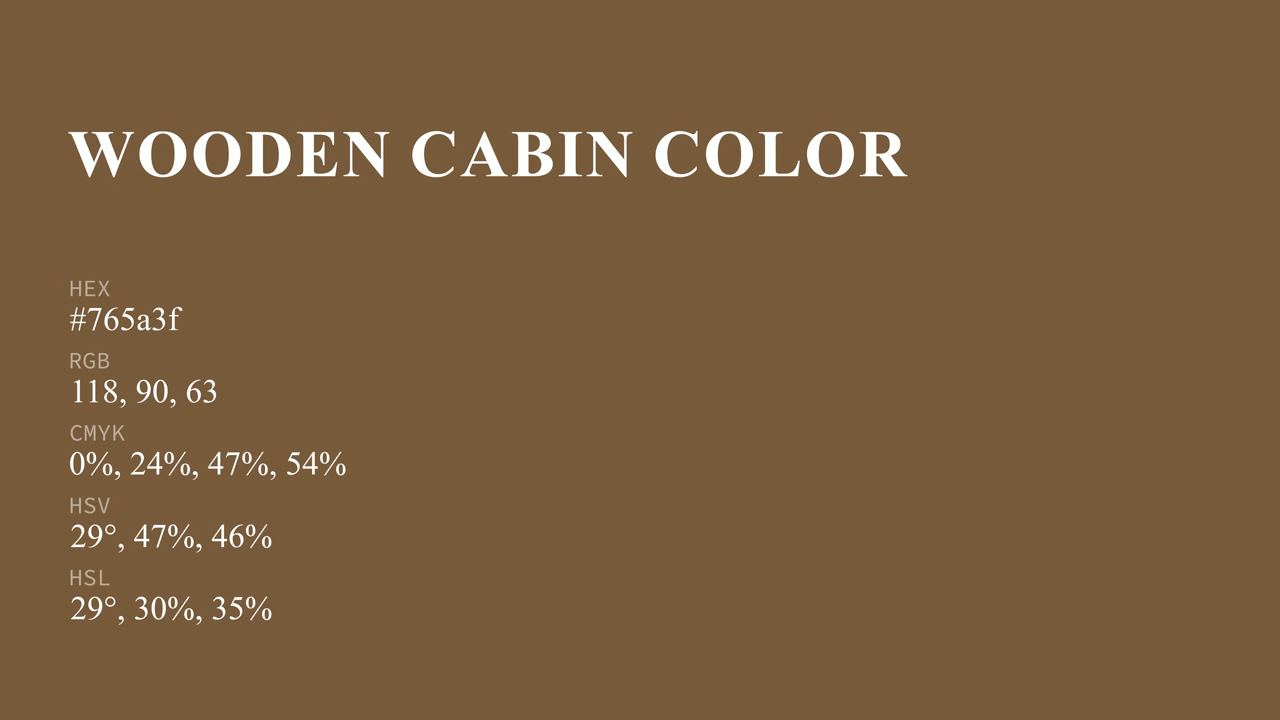 WOODEN CABIN COLOR
HEX
#765a3f
RGB
118, 90, 63
CMYK
0%, 24%, 47%, 54%
HSV
29°, 47%, 46%
HSL
29°, 30%, 35%